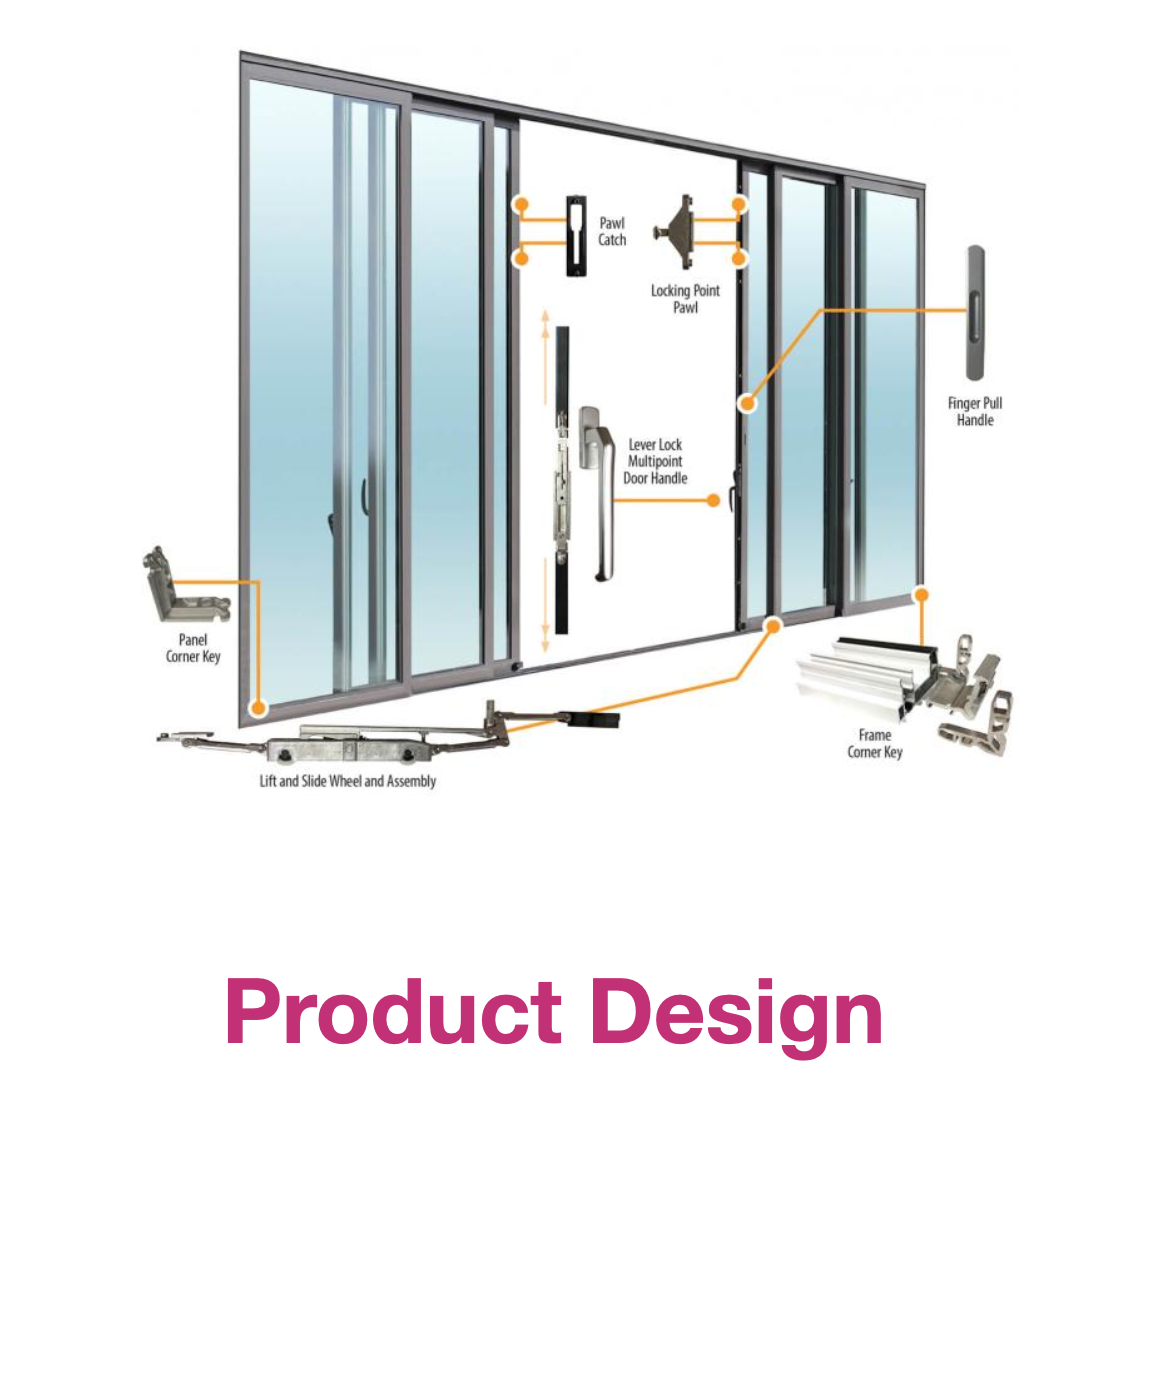 Pawl
Catch
Locking Point
Pawl
Finger Pull
Handle
Lever Lock
Multipoint
Door Handle
Panel
Corner Key
Frame
Corner Key
Lift and Slide Wheel and Assembly
Product Design